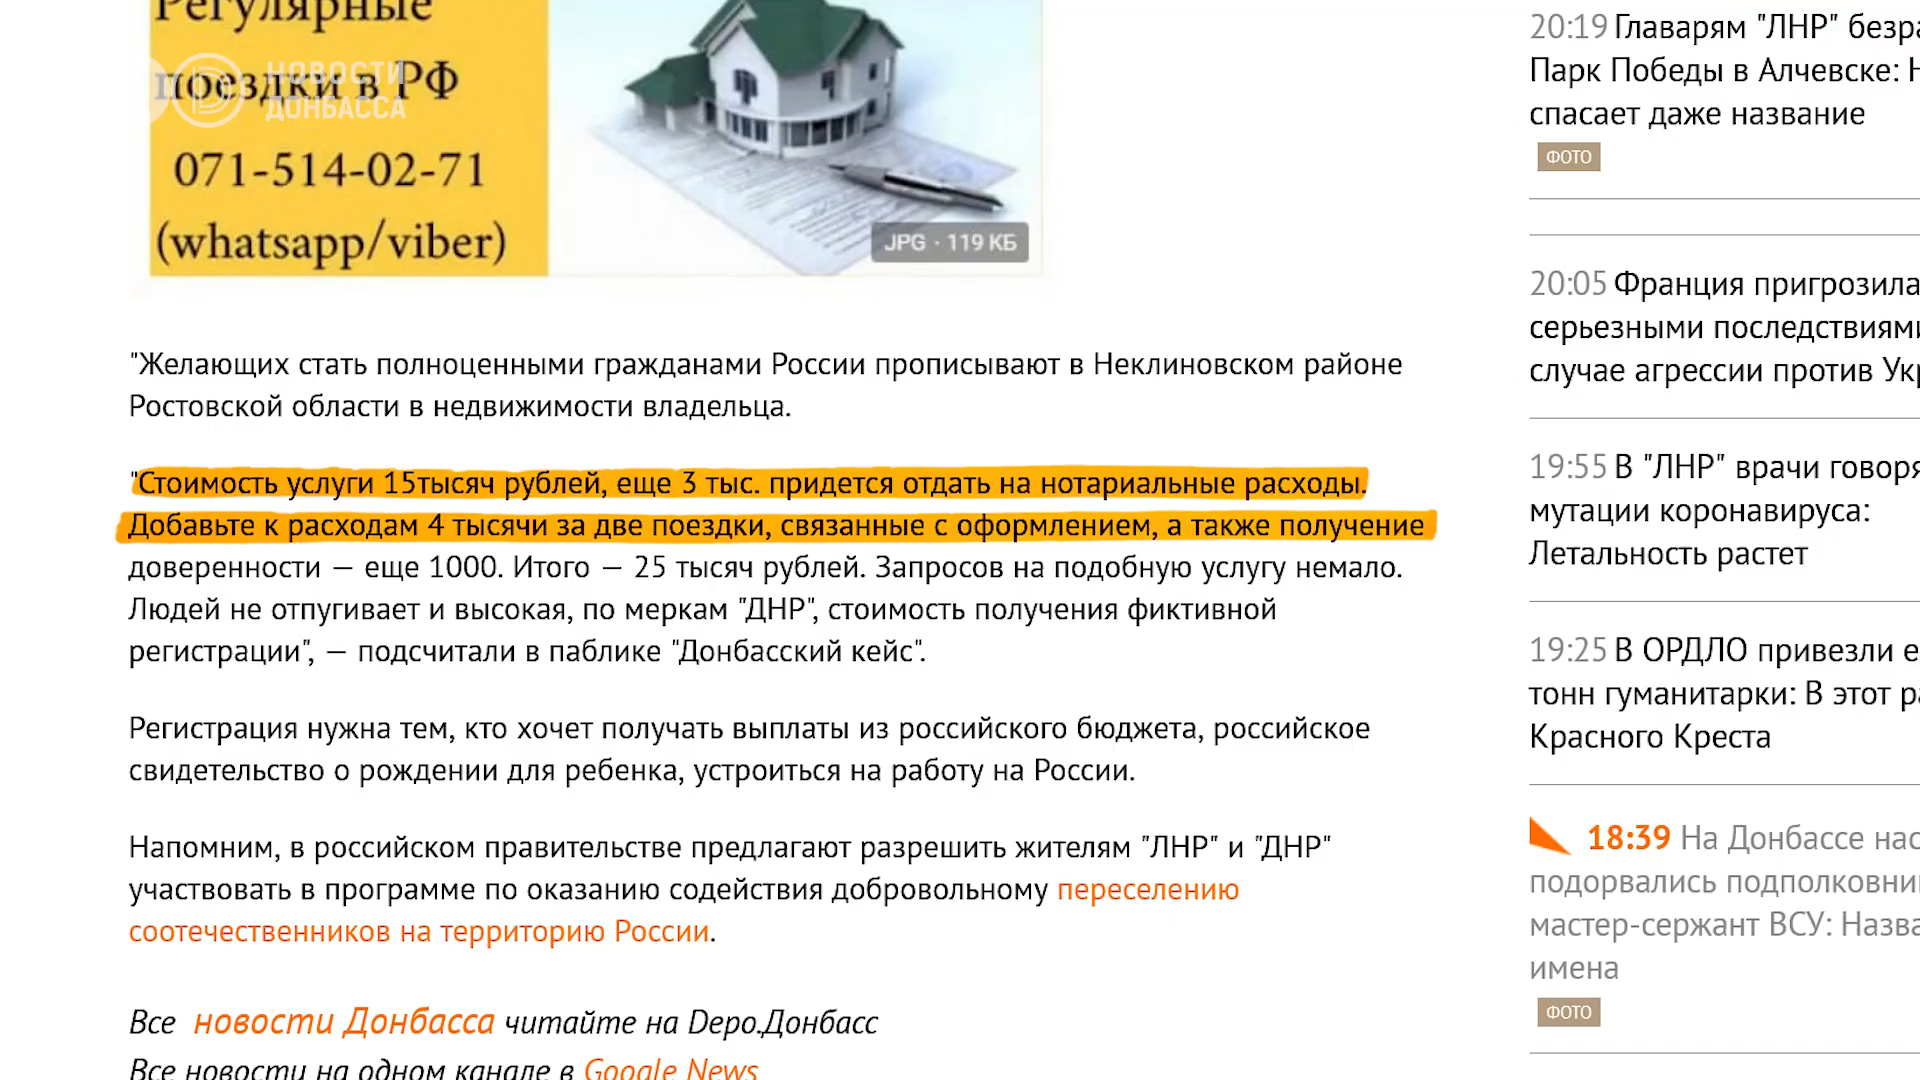 Регулярные
поездки в РФ
НОВОСТИ
ДОНБАССА
071-514-02-71
(whatsapp/viber)
JPG · 119 КБ
"Желающих стать полноценными гражданами России прописывают в Неклиновском районе
Ростовской области в недвижимости владельца.
"Стоимость услуги 15тысяч рублей, еще 3 тыс. придется отдать на нотариальные расходы.
Добавьте к расходам 4 тысячи за две поездки, связанные с оформлением, а также получение
доверенности — еще 1000. Итого — 25 тысяч рублей. Запросов на подобную услугу немало.
Людей не отпугивает и высокая, по меркам "ДНР", стоимость получения фиктивной
регистрации", — подсчитали в паблике "Донбасский кейс".
Регистрация нужна тем, кто хочет получать выплаты из российского бюджета, российское
свидетельство о рождении для ребенка, устроиться на работу на России.
Напомним, в российском правительстве предлагают разрешить жителям "ЛНР" и "ДНР"
участвовать в программе по оказанию содействия добровольному переселению
соотечественников на территорию России.
Все новости Донбасса читайте на Depo.Донбасс
Все новости на одном канале в Google News
20:19 Главарям "ЛНР"
Парк Победы в Алчевске:
спасает даже название
ФОТО
20:05 Франция пригрозила
серьезными последствиями
случае агрессии против
19:55 В "ЛНР" врачи
мутации коронавируса:
Летальность растет
19:25 В ОРДЛО привезли
тонн гуманитарки: В этот
Красного Креста
18:39 На Донбассе
подорвались
мастер-сержант ВСУ:
имена
ФОТО